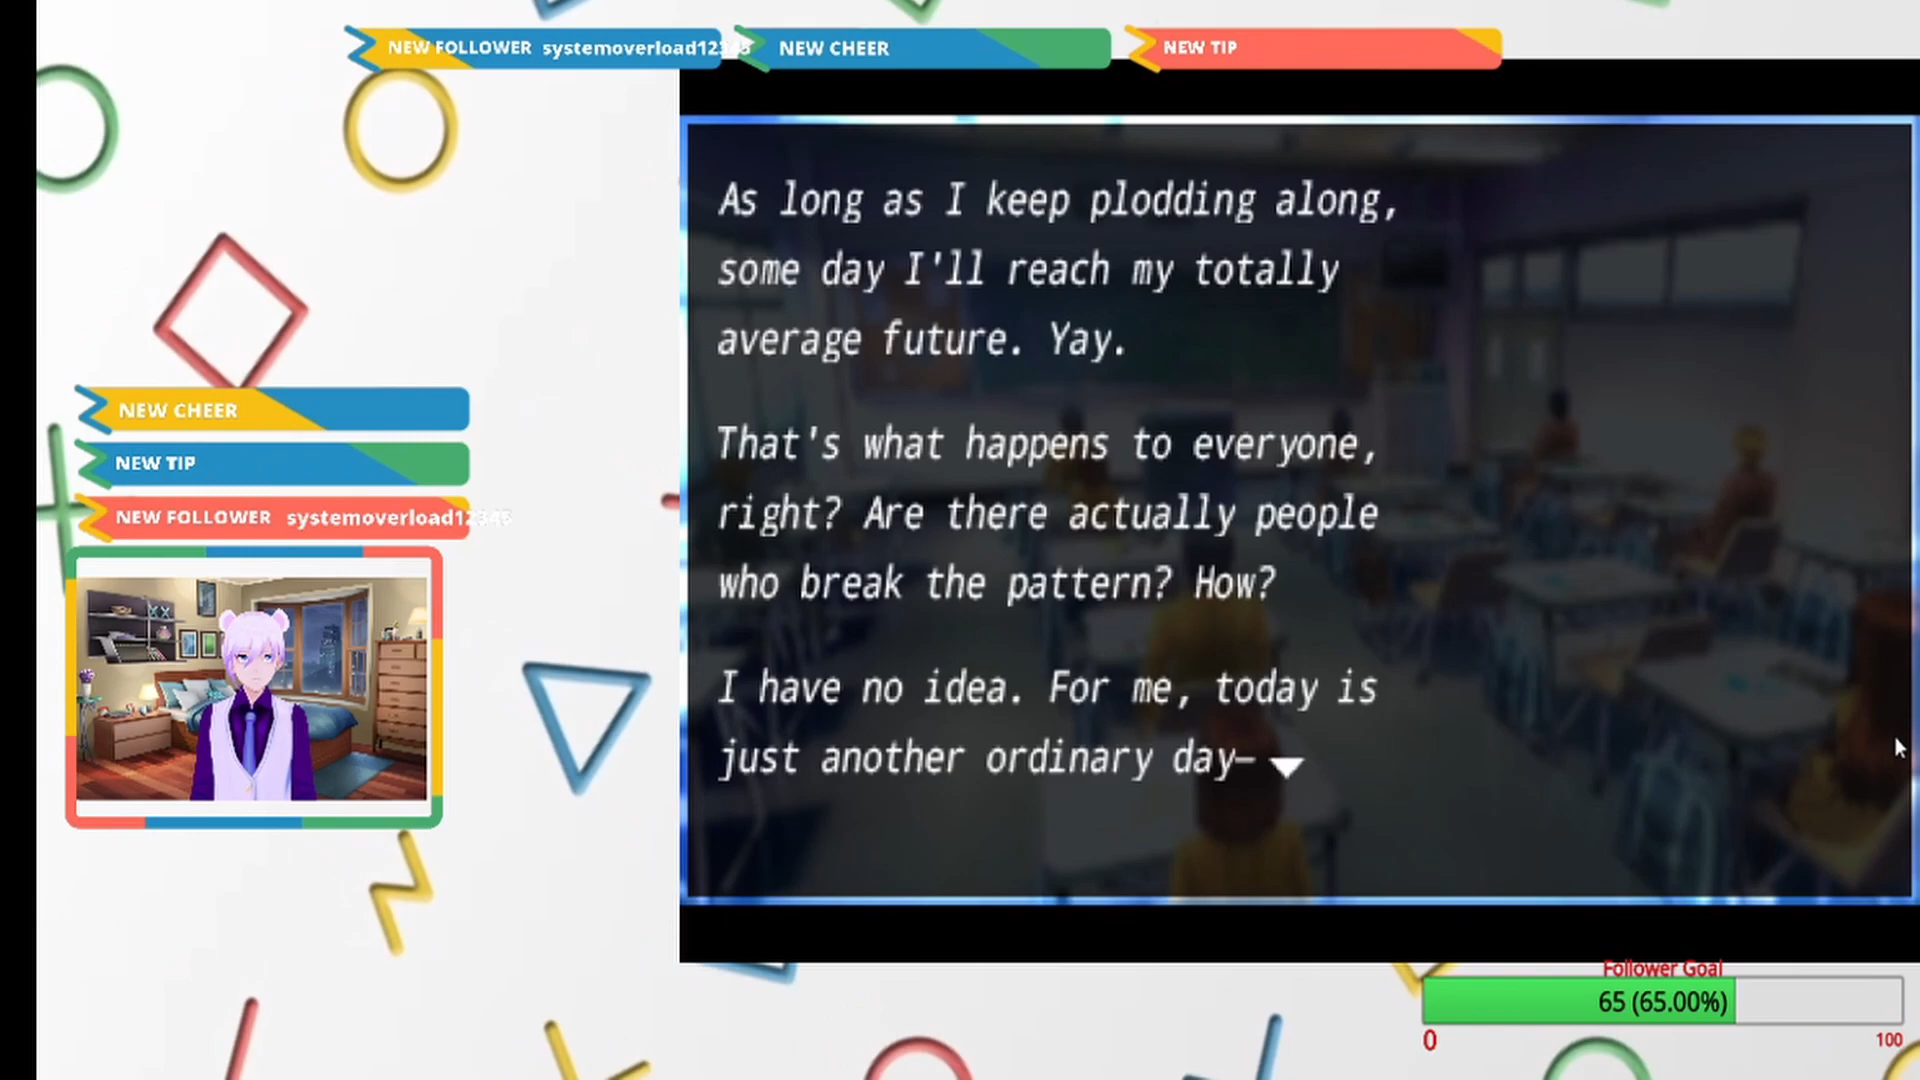 NEW FOLLOWER systemoverload12345
NEW CHEER
NEW TIP
As long as I keep plodding along,
some day I'll reach my totally
average future. Yay.
That's what happens to everyone,
right? Are there actually people
who break the pattern? How?
I have no idea. For me, today is
just another ordinary day—
NEW CHEER
NEW TIP
NEW FOLLOWER systemoverload12345
Follower Goal
65 (65.00%)
0
100